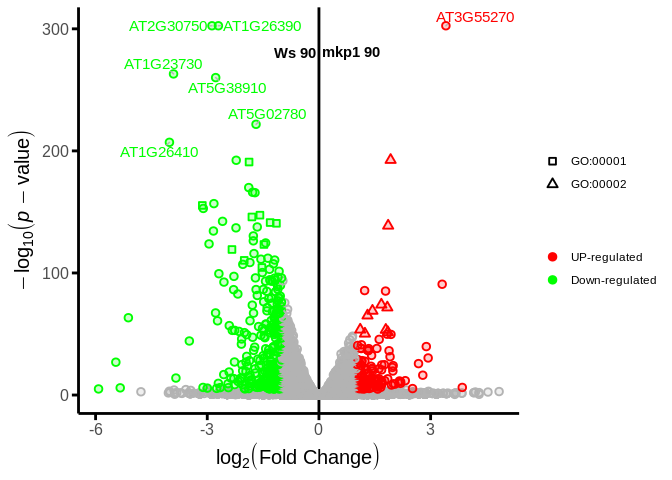 AT3G55270
AT2G30750 AT1G26390
Ws 90 mkp1 90
AT1G23730
AT5G38910
AT5G02780
AT1G26410
300
200
100
0
−log10(p − value)
-6 -3 0 3
log2(Fold Change)
GO:00001
GO:00002
UP-regulated
Down-regulated